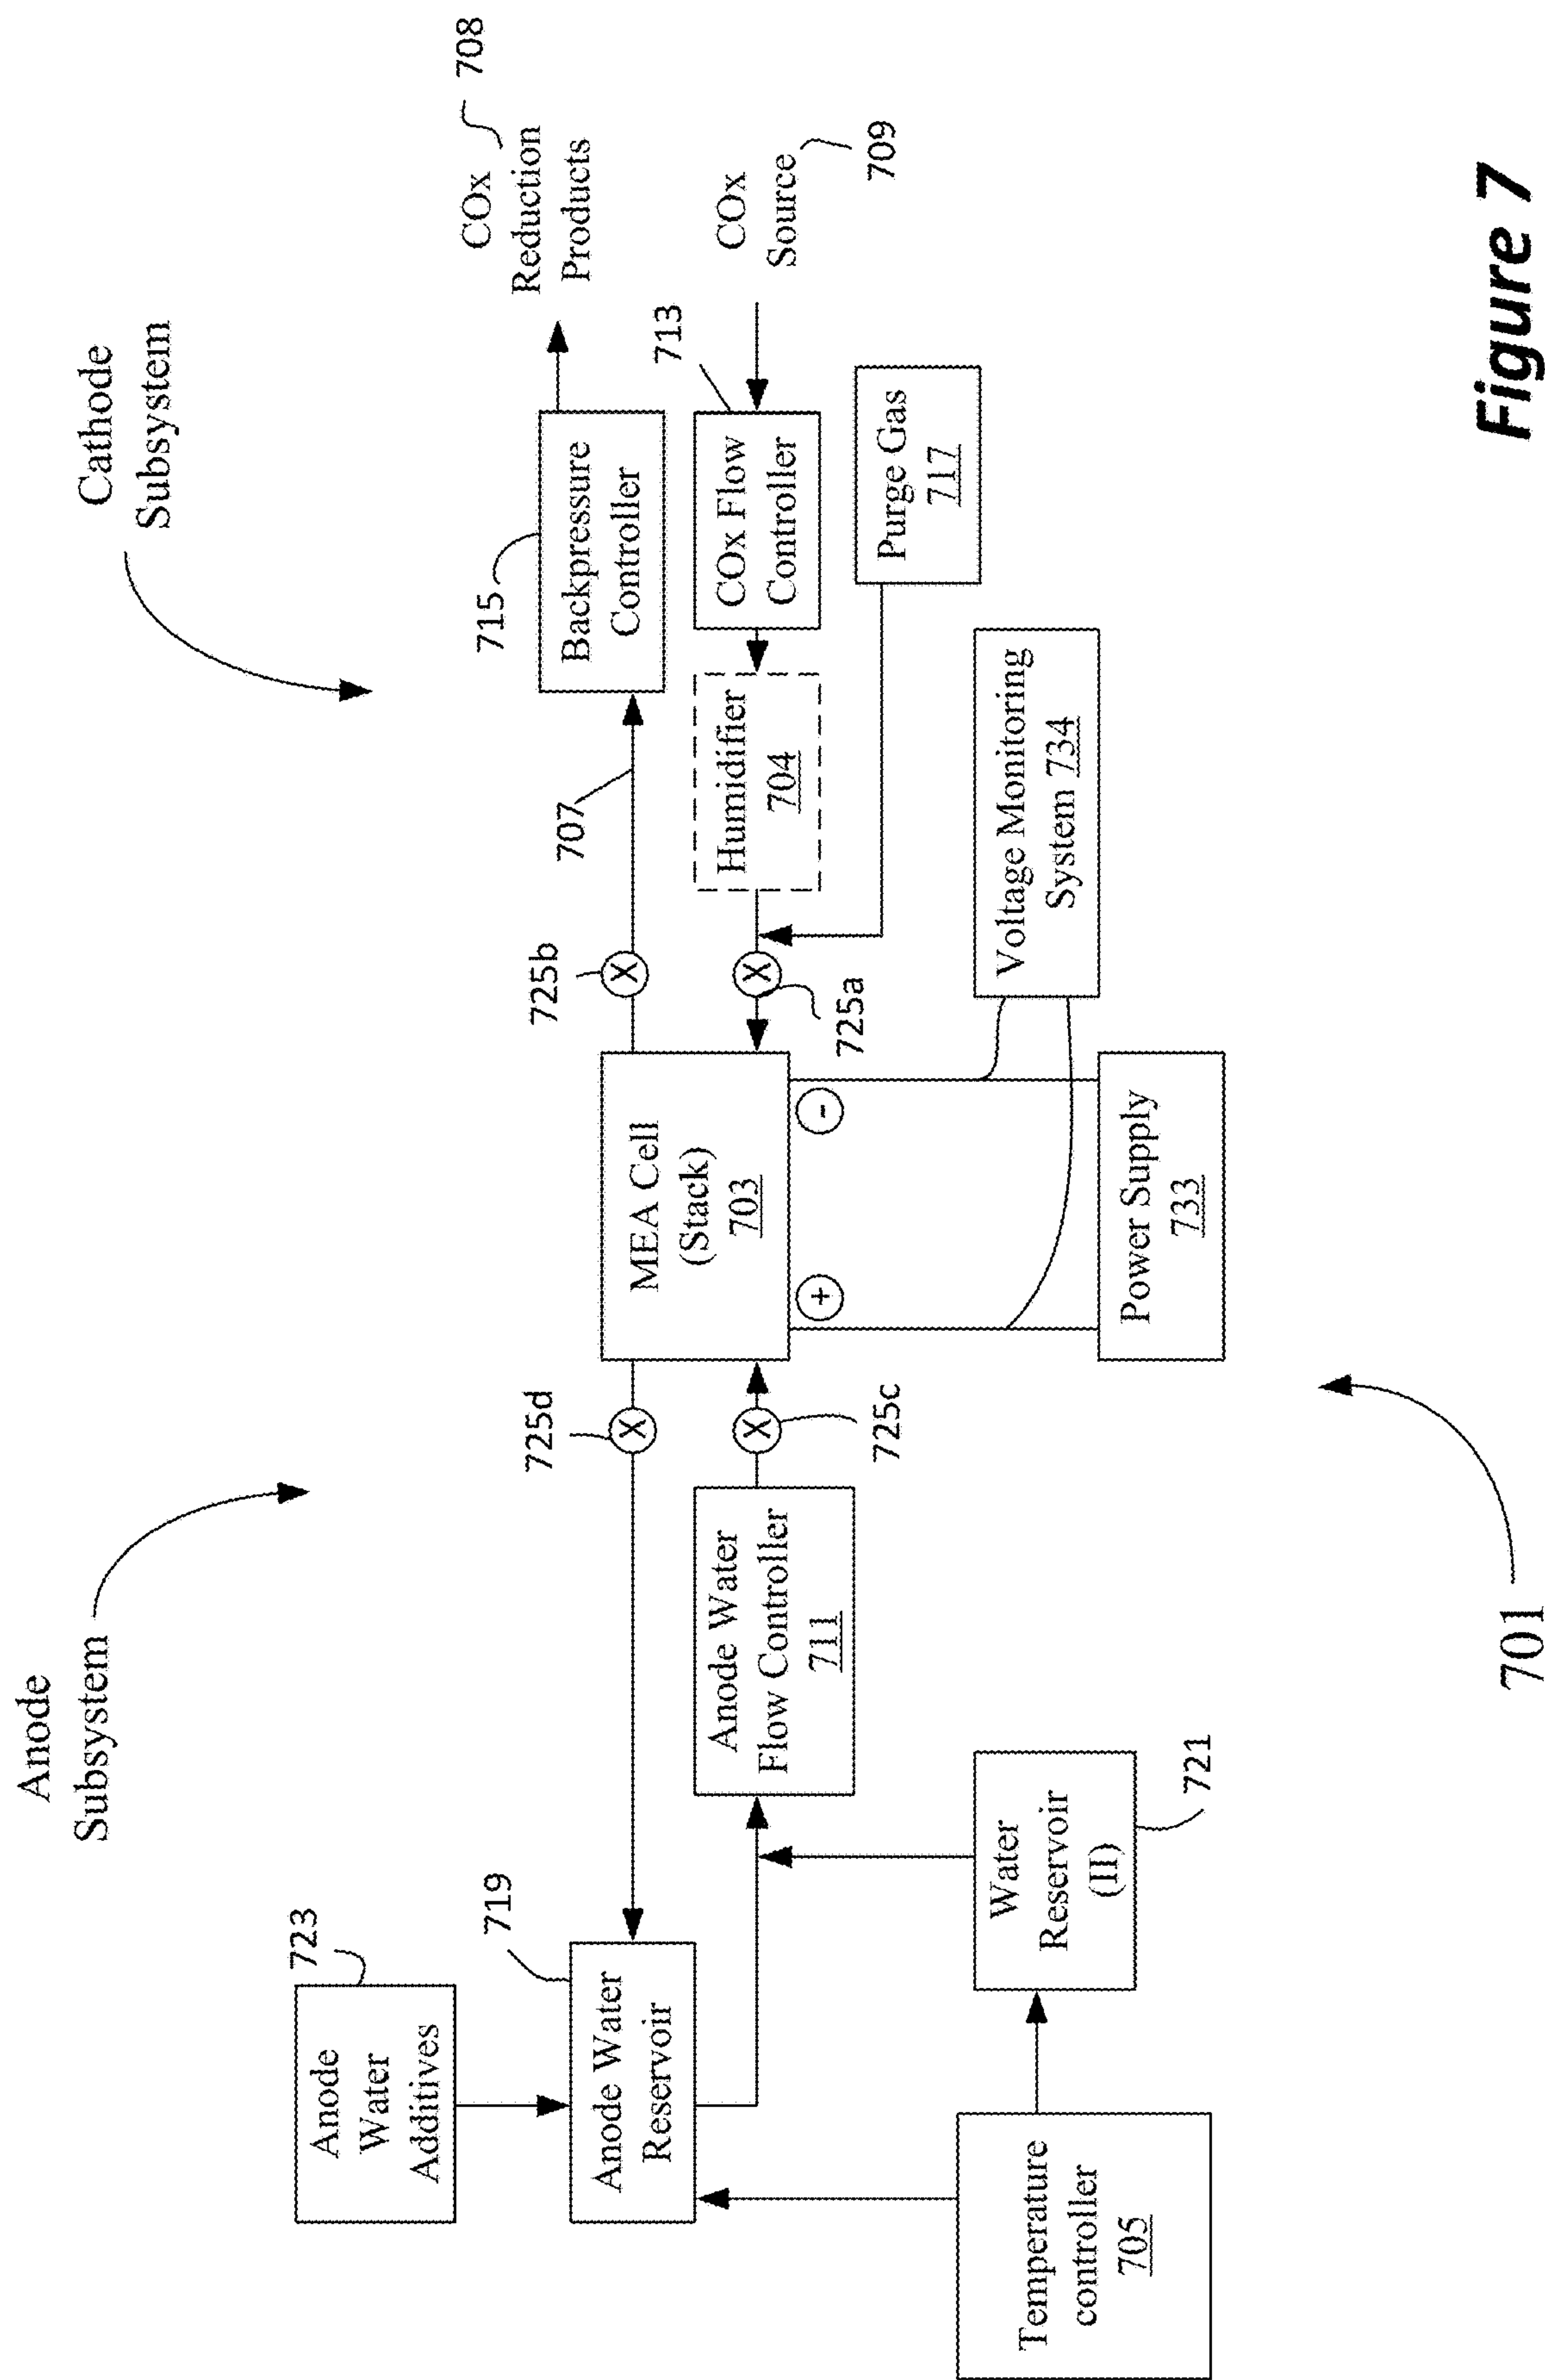 Anode
Subsystem
Cathode
Subsystem
723
Anode
Water
Additives
719
Anode Water
Reservoir
725d
X
MEA Cell
(Stack)
703
725b
X
707
715
Backpressure
Controller
COx
Reduction
Products
708
Anode Water
Flow Controller
711
X
725c
X
725a
Humidifier
704
713
COx Flow
Controller
COx
Source
709
Purge Gas
717
+
-
Temperature
controller
705
Water
Reservoir
(II)
721
Power Supply
733
Voltage Monitoring
System 734
701
Figure 7